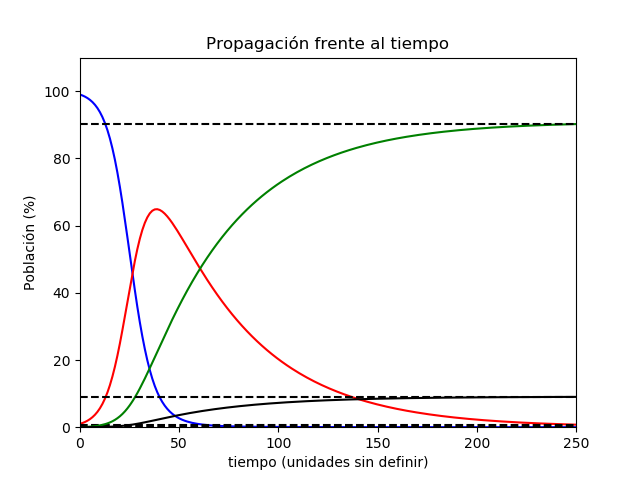 Propagación frente al tiempo
100
80
60
40
20
0
Población (%)
0 50 100 150 200 250
tiempo (unidades sin definir)